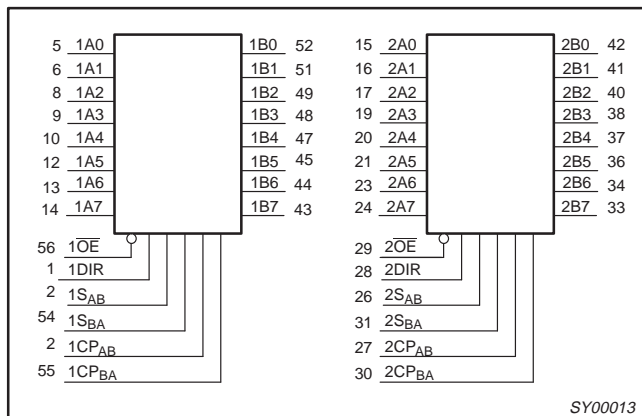 5 1A0 1B0 52 15 2A0 2B0 42
6 1A1 1B1 51 16 2A1 2B1 41
8 1A2 1B2 49 17 2A2 2B2 40
9 1A3 1B3 48 19 2A3 2B3 38
10 1A4 1B4 47 20 2A4 2B4 37
12 1A5 1B5 45 21 2A5 2B5 36
13 1A6 1B6 44 23 2A6 2B6 34
14 1A7 1B7 43 24 2A7 2B7 33
56 1O̅E̅ 29 2O̅E̅
1 1DIR 28 2DIR
2 1SAB 26 2SAB
54 1SBA 31 2SBA
2 1CPAB 27 2CPAB
55 1CPBA 30 2CPBA
SY00013